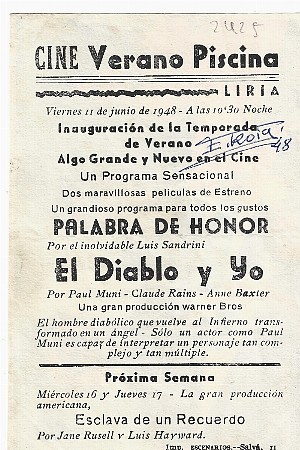 2425
CINE Verano Piscina
LIRIA
Viernes 11 de junio de 1948 - A las 10'30 Noche
Inauguración de la Temporada
de Verano
48
Algo Grande y Nuevo en el Cine
Un Programa Sensacional
Dos maravillosas peliculas de Estreno
Un grandioso programa para todos los gustos
PALABRA DE HONOR
Por el inolvidable Luis Sandrini
El Diablo y Yo
Por Paul Muni - Claude Rains - Anne Baxter
Una gran producción warner Bros
El hombre diabólico que vuelve al Infierno trans-
formado en un ángel - Sólo un actor como Paul
Muni es capaz de interpretar un personaje tan com-
plejo y tan múltiple.
Próxima Semana
Miércoles 16 y Jueves 17 - La gran producción
americana,
Esclava de un Recuerdo
Por Jane Rusell y Luis Hayward.
Imp. ESCENARIOS.--Salvá, 11